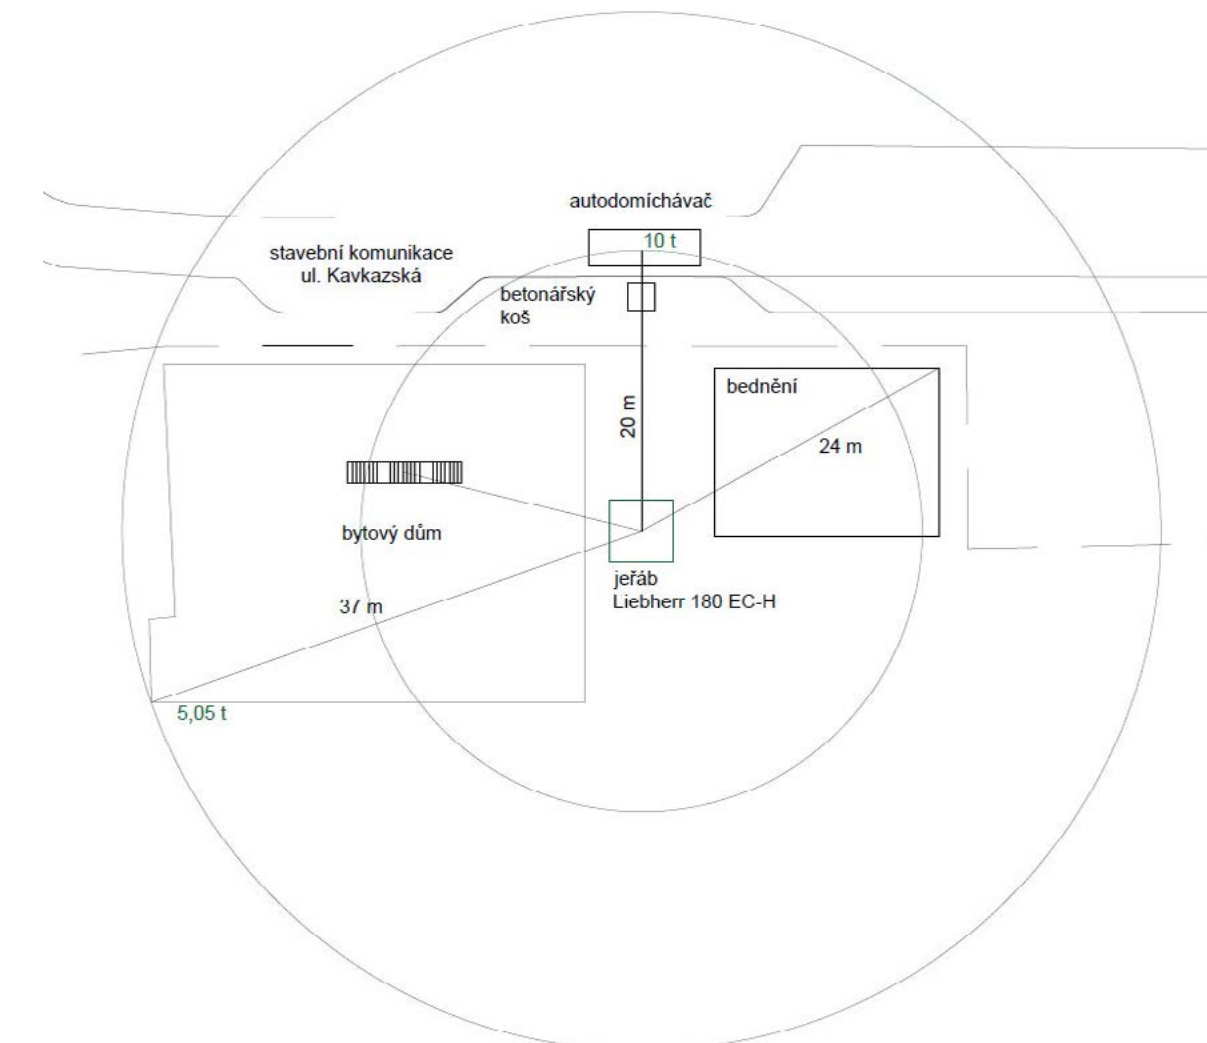 autodomíchávač
10 t
stavební komunikace
ul. Kavkazská
betonářský
koš
bednění
20 m
24 m
bytový dům
jeřáb
Liebherr 180 EC-H
37 m
5,05 t